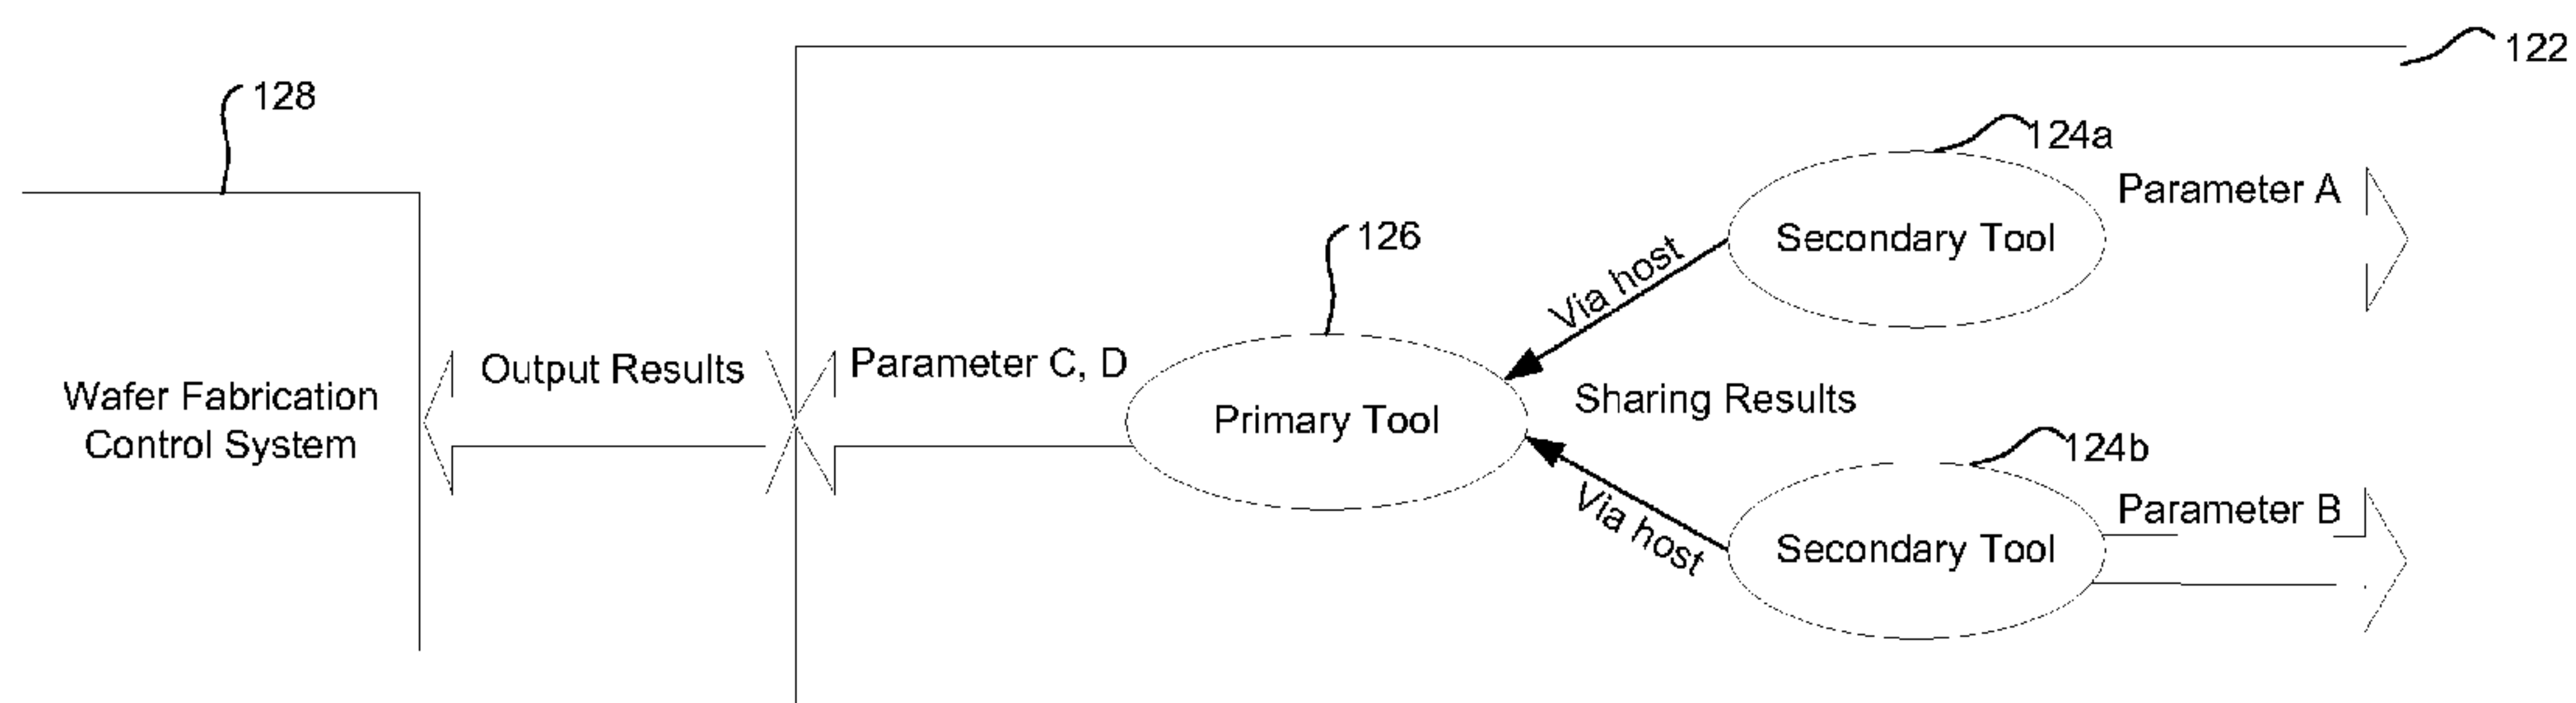 122
128
124a
Parameter A
Secondary Tool
126
Via host
Output Results
Parameter C, D
Wafer Fabrication
Control System
Primary Tool
Sharing Results
124b
Via host
Parameter B
Secondary Tool